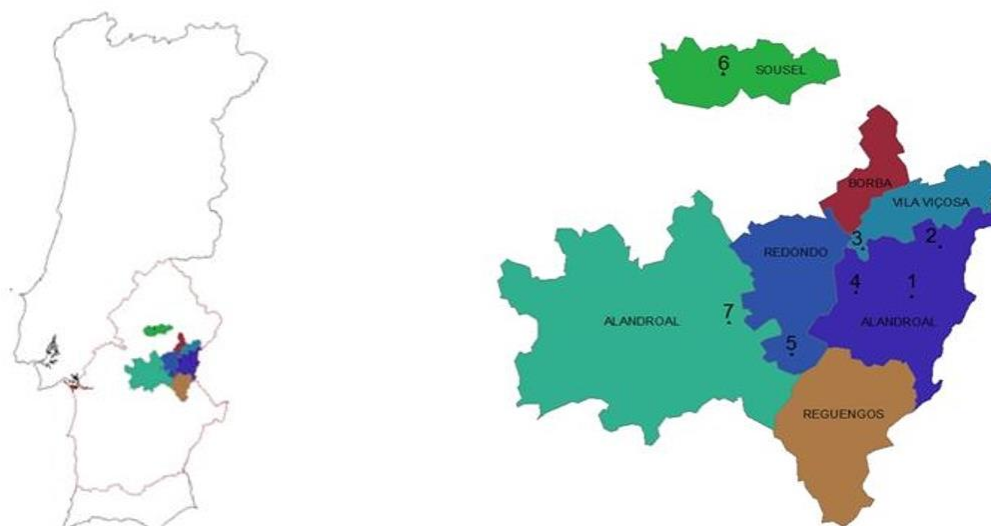 6
SOUSEL
BORBA
VILA VIÇOSA
3
2
REDONDO
4
1
7
ALANDROAL
ALANDROAL
5
REGUENGOS